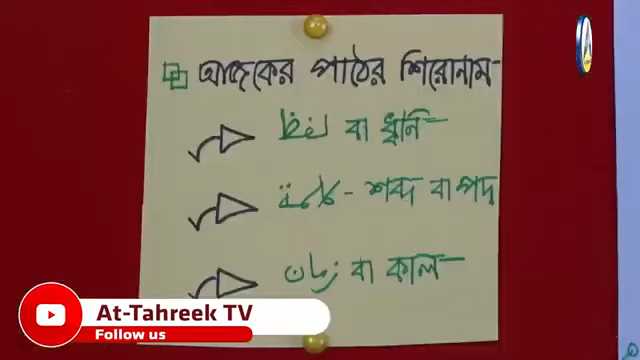 আজকের পাঠের শিরোনাম-
لفظ বা ধ্বনি-
كلمة - শব্দ বা পদ
زمان বা কাল-
At-Tahreek TV
Follow us